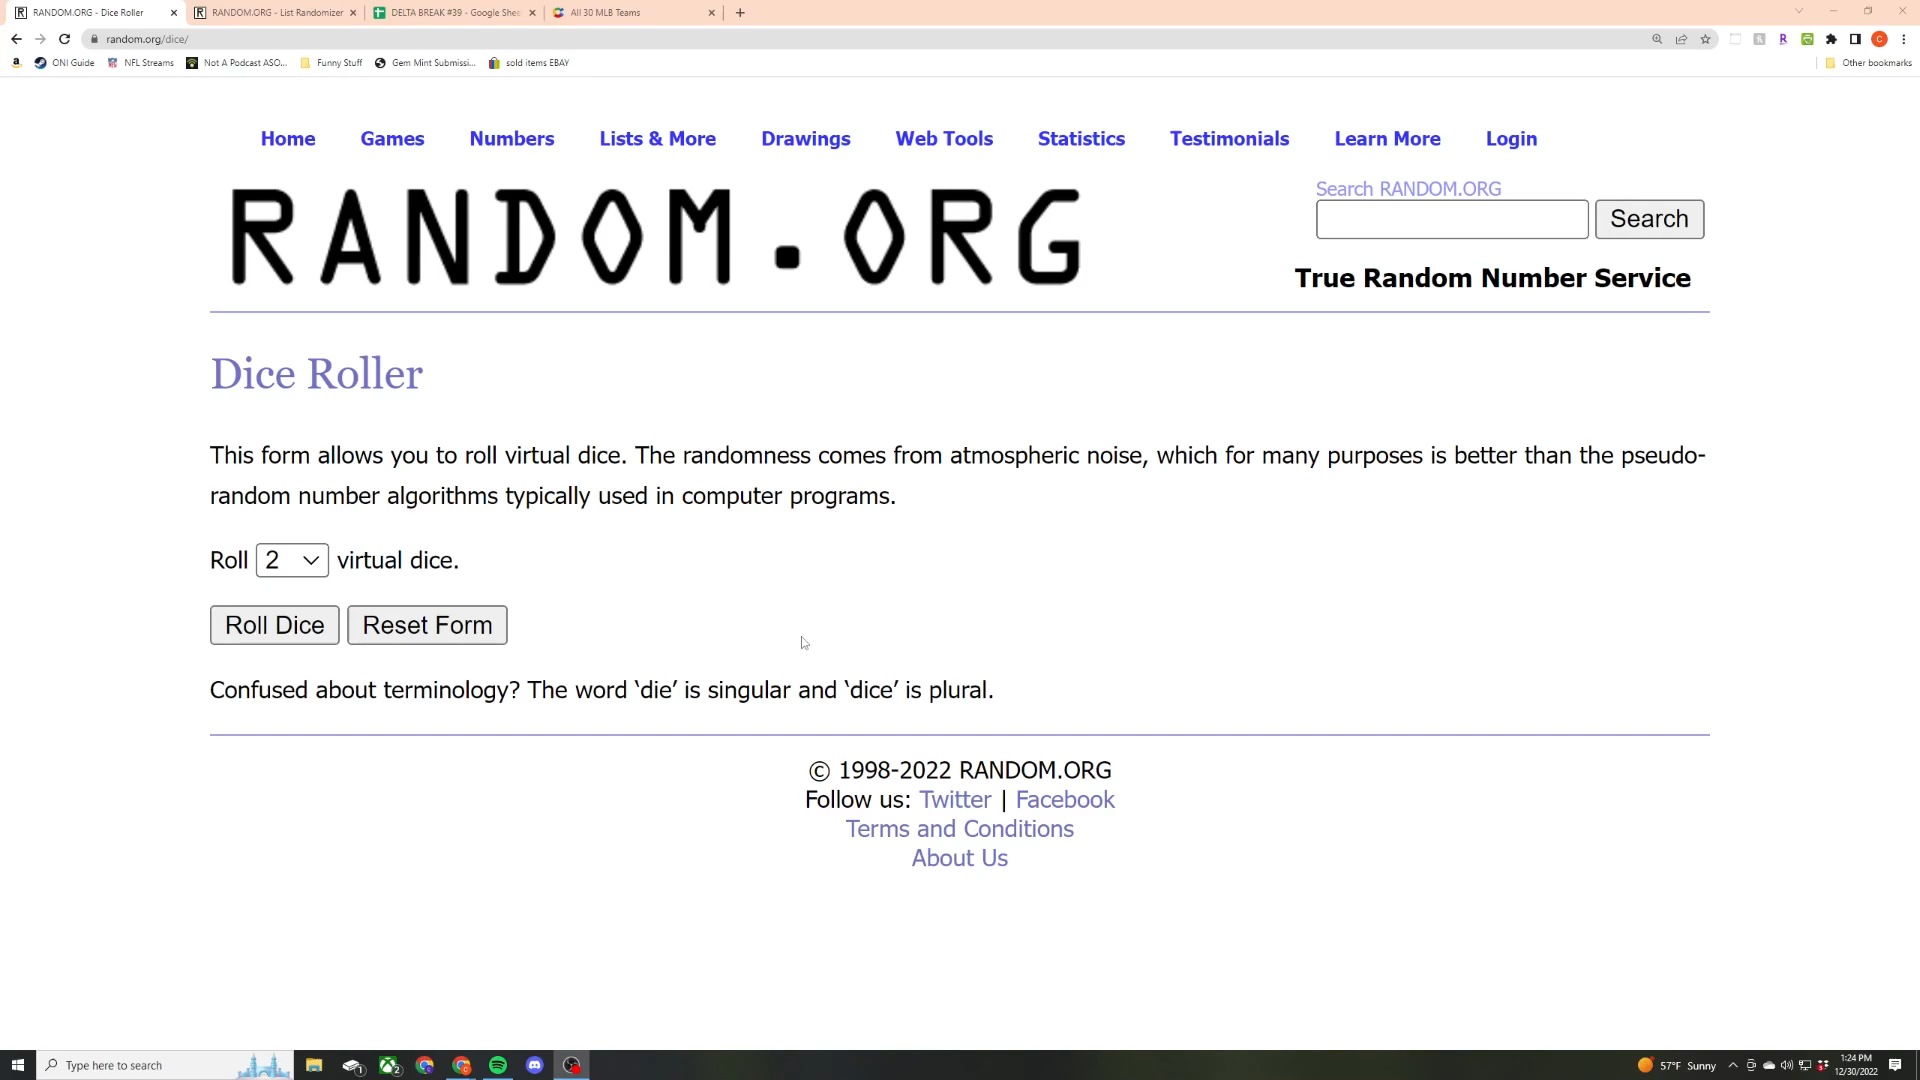 RANDOM.ORG - Dice Roller
RANDOM.ORG - List Randomizer
DELTA BREAK #39 - Google Shee
All 30 MLB Teams
random.org/dice/
ONI Guide
NFL Streams
Not A Podcast ASO...
Funny Stuff
Gem Mint Submissi...
sold items EBAY
Other bookmarks
Home Games Numbers Lists & More Drawings Web Tools Statistics Testimonials Learn More Login
RANDOM.ORG
Search RANDOM.ORG
Search
True Random Number Service
Dice Roller
This form allows you to roll virtual dice. The randomness comes from atmospheric noise, which for many purposes is better than the pseudo-
random number algorithms typically used in computer programs.
Roll 2 virtual dice.
Roll Dice Reset Form
Confused about terminology? The word ‘die’ is singular and ‘dice’ is plural.
© 1998-2022 RANDOM.ORG
Follow us: Twitter | Facebook
Terms and Conditions
About Us
Type here to search
57°F Sunny
1:24 PM
12/30/2022